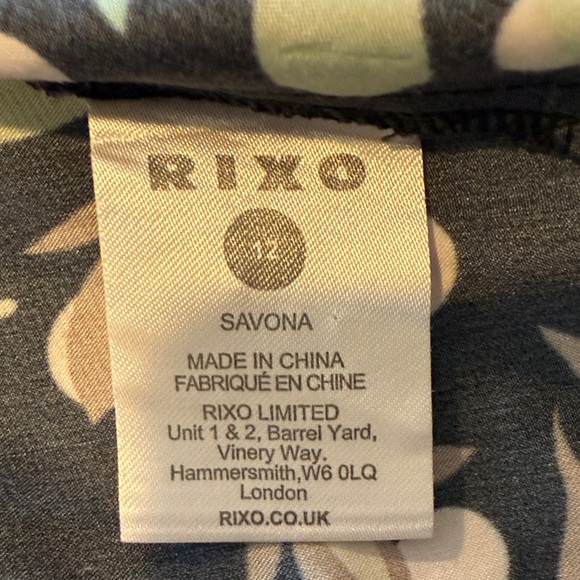 RIXO
12
SAVONA
MADE IN CHINA
FABRIQUÉ EN CHINE
RIXO LIMITED
Unit 1 & 2, Barrel Yard,
Vinery Way.
Hammersmith,W6 0LQ
London
RIXO.CO.UK